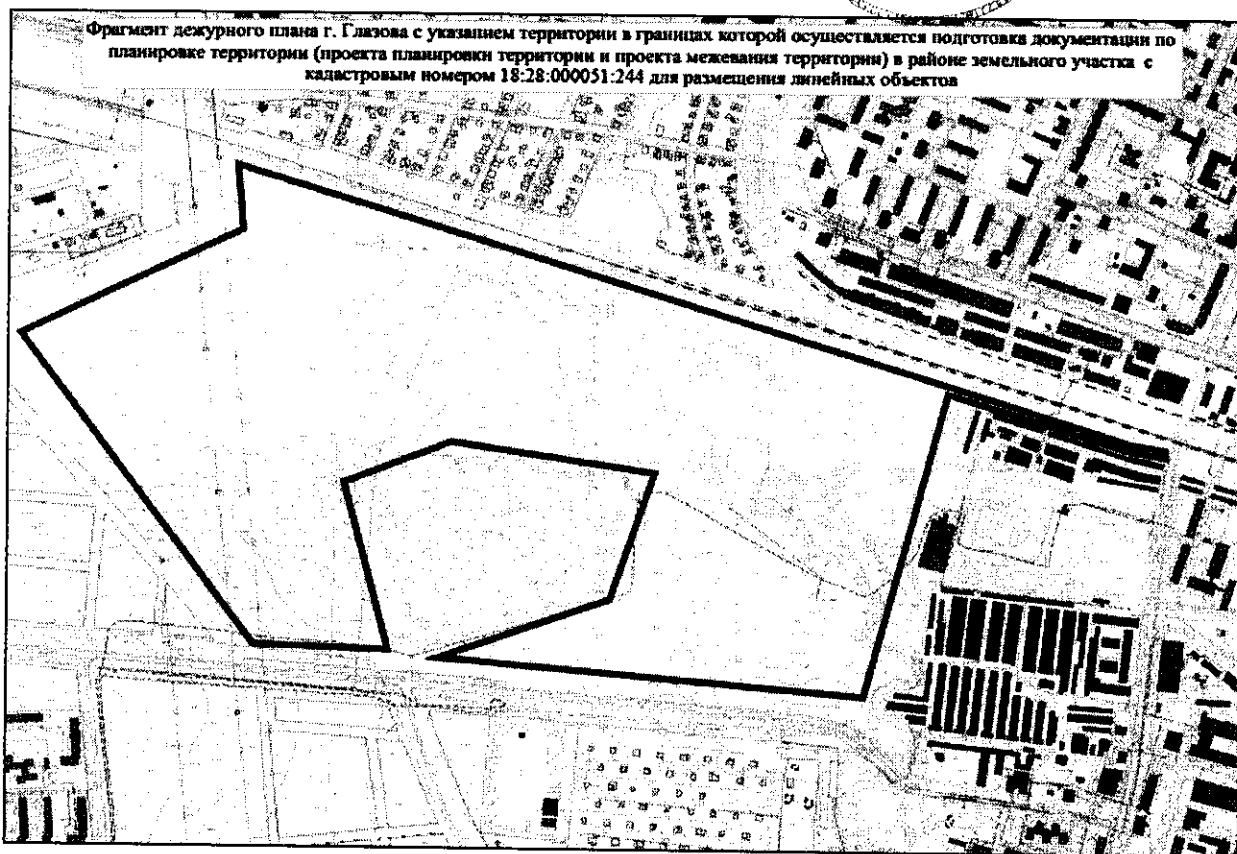 Фрагмент дежурного плана г. Глазова с указанием территории в границах которой осуществляется подготовка документации по
планировке территории (проекта планировки территории и проекта межевания территории) в районе земельного участка с
кадастровым номером 18:28:000051:244 для размещения линейных объектов